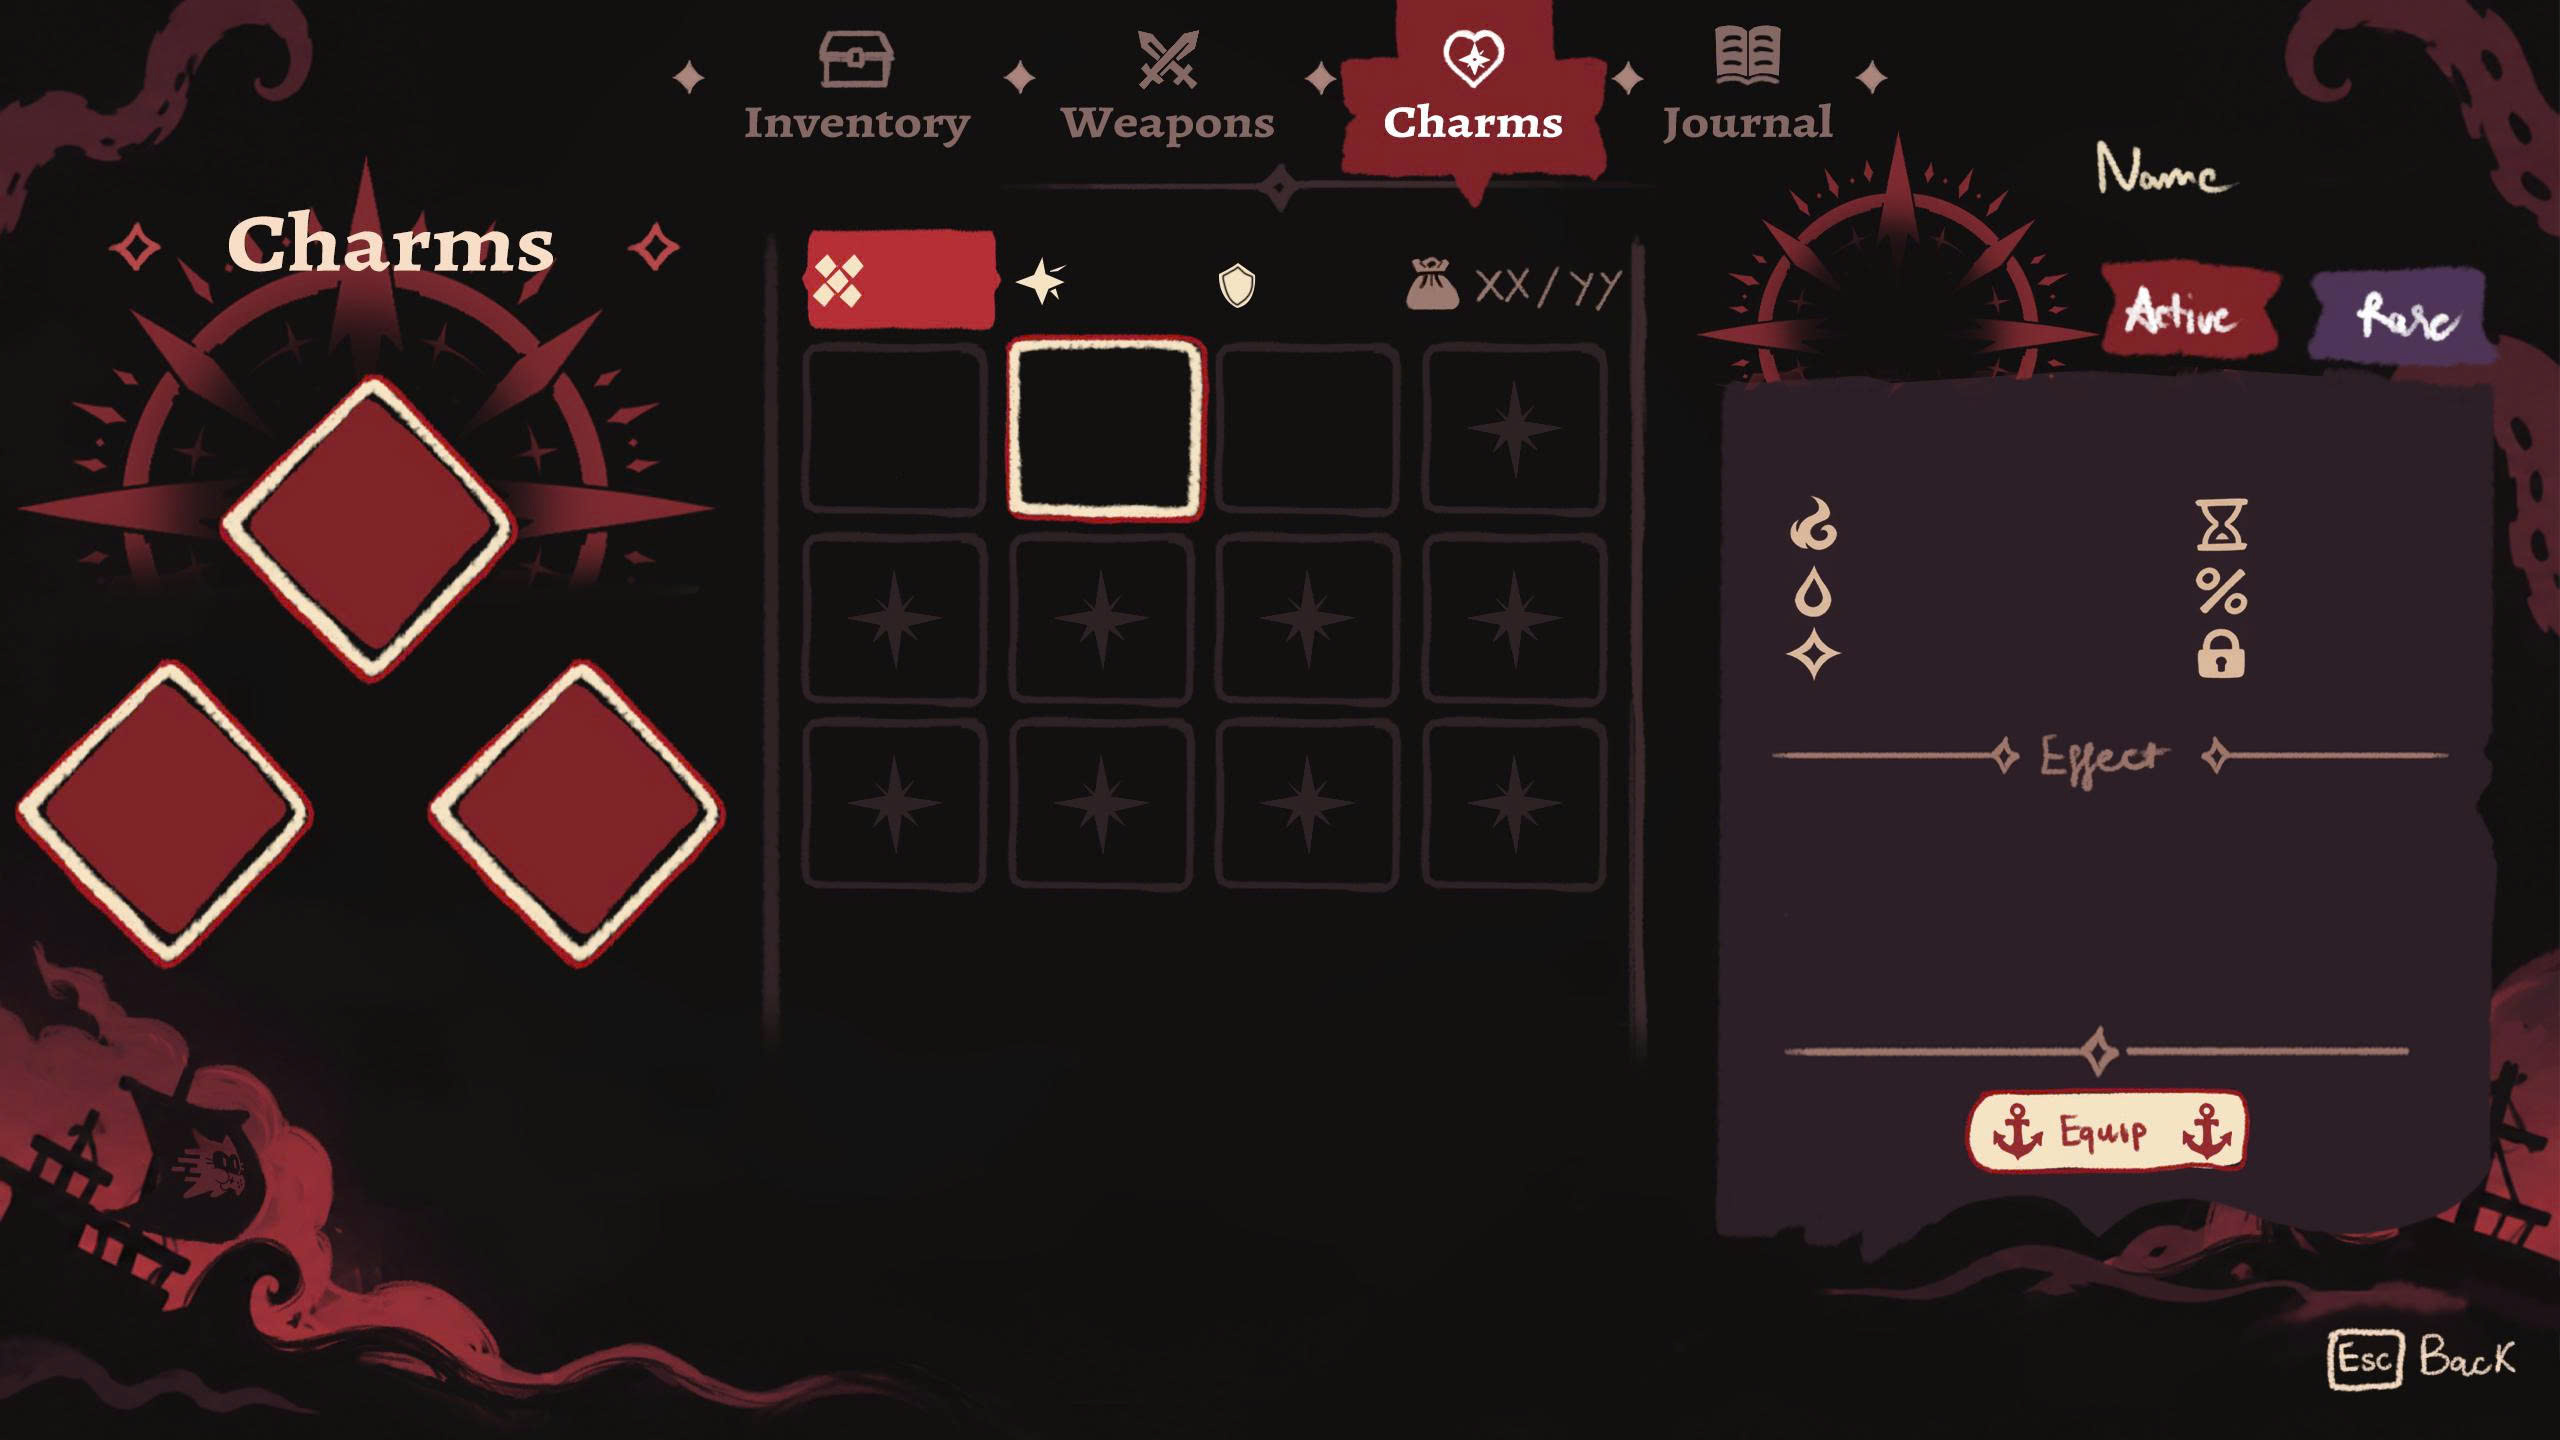 Inventory
Weapons
Charms
Journal
Charms
XX / YY
Name
Active
Rare
Effect
Equip
Esc Back